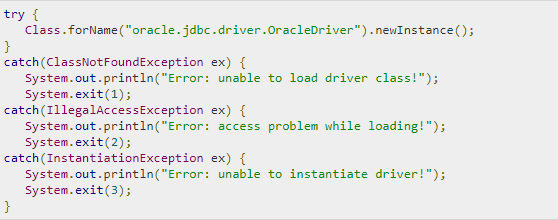 try {
   Class.forName("oracle.jdbc.driver.OracleDriver").newInstance();
}
catch(ClassNotFoundException ex) {
   System.out.println("Error: unable to load driver class!");
   System.exit(1);
catch(IllegalAccessException ex) {
   System.out.println("Error: access problem while loading!");
   System.exit(2);
catch(InstantiationException ex) {
   System.out.println("Error: unable to instantiate driver!");
   System.exit(3);
}